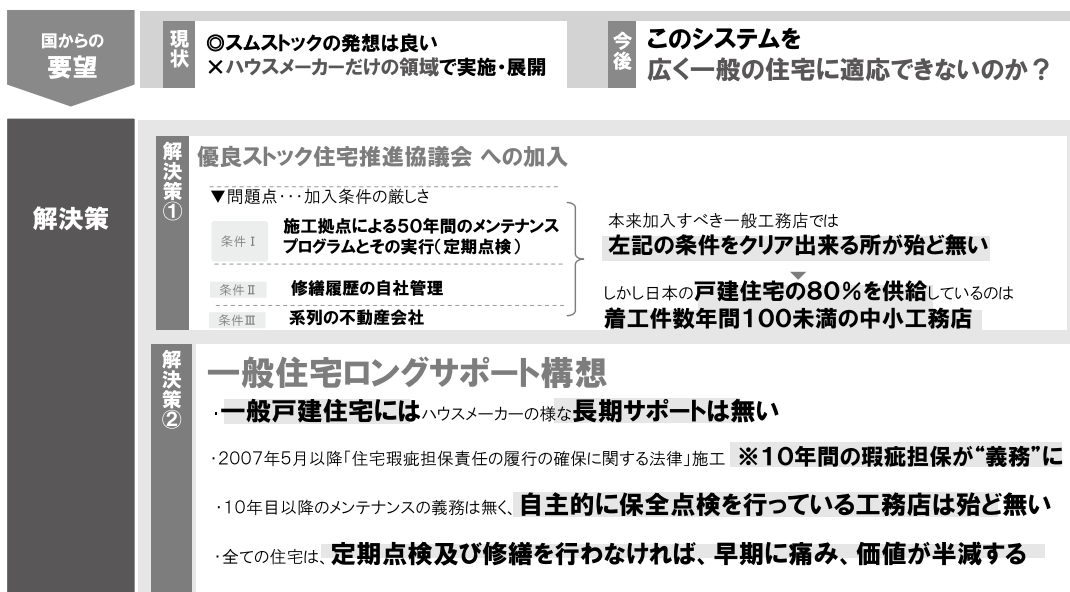 国からの
要望
現状
◎スムストックの発想は良い
×ハウスメーカーだけの領域で実施・展開
今後
このシステムを
広く一般の住宅に適応できないのか?
解決策
解決策①
優良ストック住宅推進協議会 への加入
▼問題点・・・加入条件の厳しさ
条件Ⅰ
施工拠点による50年間のメンテナンス
プログラムとその実行(定期点検)
条件Ⅱ
修繕履歴の自社管理
条件Ⅲ
系列の不動産会社
本来加入すべき一般工務店では
左記の条件をクリア出来る所が殆ど無い
しかし日本の戸建住宅の80%を供給しているのは
着工件数年間100未満の中小工務店
解決策②
一般住宅ロングサポート構想
・一般戸建住宅にはハウスメーカーの様な長期サポートは無い
・2007年5月以降「住宅瑕疵担保責任の履行の確保に関する法律」施工 ※10年間の瑕疵担保が“義務”に
・10年目以降のメンテナンスの義務は無く、自主的に保全点検を行っている工務店は殆ど無い
・全ての住宅は、定期点検及び修繕を行わなければ、早期に痛み、価値が半減する